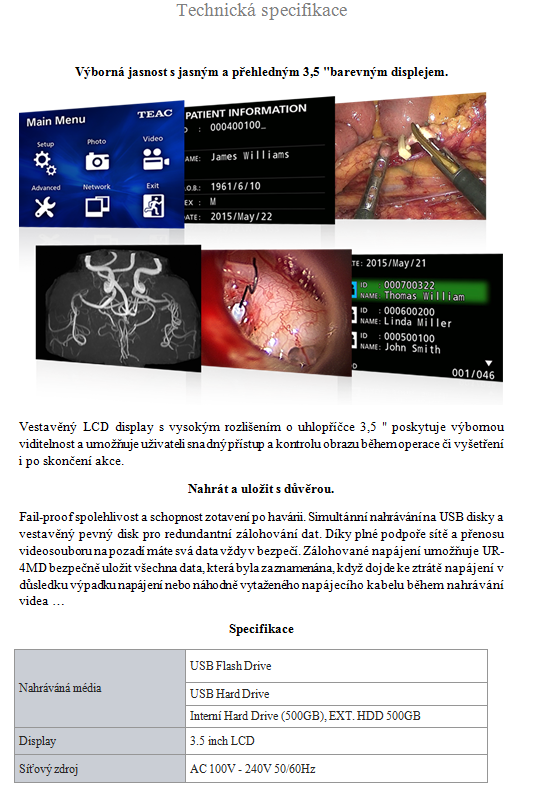 Technická specifikace
Výborná jasnost s jasným a přehledným 3,5 "barevným displejem.
Main Menu
TEAC
Setup
Photo
Video
Advanced
Network
Exit
PATIENT INFORMATION
: 000400100_
AME: James Williams
.O.B.: 1961/6/10
EX : M
DATE: 2015/May/22
TE: 2015/May/21
ID : 000700322
NAME: Thomas William
ID : 000600200
NAME: Linda Miller
ID : 000500100
NAME: John Smith
001/046
Vestavěný LCD display s vysokým rozlišením o uhlopříčce 3,5 " poskytuje výbornou
viditelnost a umožňuje uživateli snadný přístup a kontrolu obrazu během operace či vyšetření
i po skončení akce.
Nahrát a uložit s důvěrou.
Fail-proof spolehlivost a schopnost zotavení po havárii. Simultánní nahrávání na USB disky a
vestavěný pevný disk pro redundantní zálohování dat. Díky plné podpoře sítě a přenosu
videosouboru na pozadí máte svá data vždy v bezpečí. Zálohované napájení umožňuje UR-
4MD bezpečně uložit všechna data, která byla zaznamenána, když dojde ke ztrátě napájení v
důsledku výpadku napájení nebo náhodně vytaženého napájecího kabelu během nahrávání
videa …
Specifikace
Nahráváná média
USB Flash Drive
USB Hard Drive
Interní Hard Drive (500GB), EXT. HDD 500GB
Display
3.5 inch LCD
Síťový zdroj
AC 100V - 240V 50/60Hz